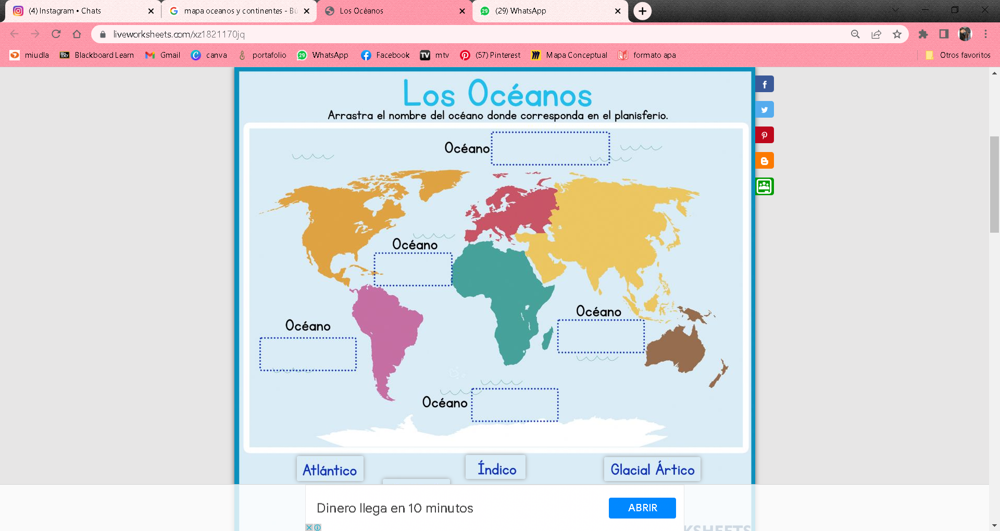 (4) Instagram • Chats
mapa oceanos y continentes - Bú
Los Océanos
(29) WhatsApp
liveworksheets.com/xz1821170jq
miudla
Blackboard Learn
Gmail
canva
portafolio
WhatsApp
Facebook
mtv
(57) Pinterest
Mapa Conceptual
formato apa
Otros favoritos
Los Océanos
Arrastra el nombre del océano donde corresponda en el planisferio.
Océano
Océano
Océano
Océano
Océano
Atlántico
Índico
Glacial Ártico
Dinero llega en 10 minutos
ABRIR
KSHEETS